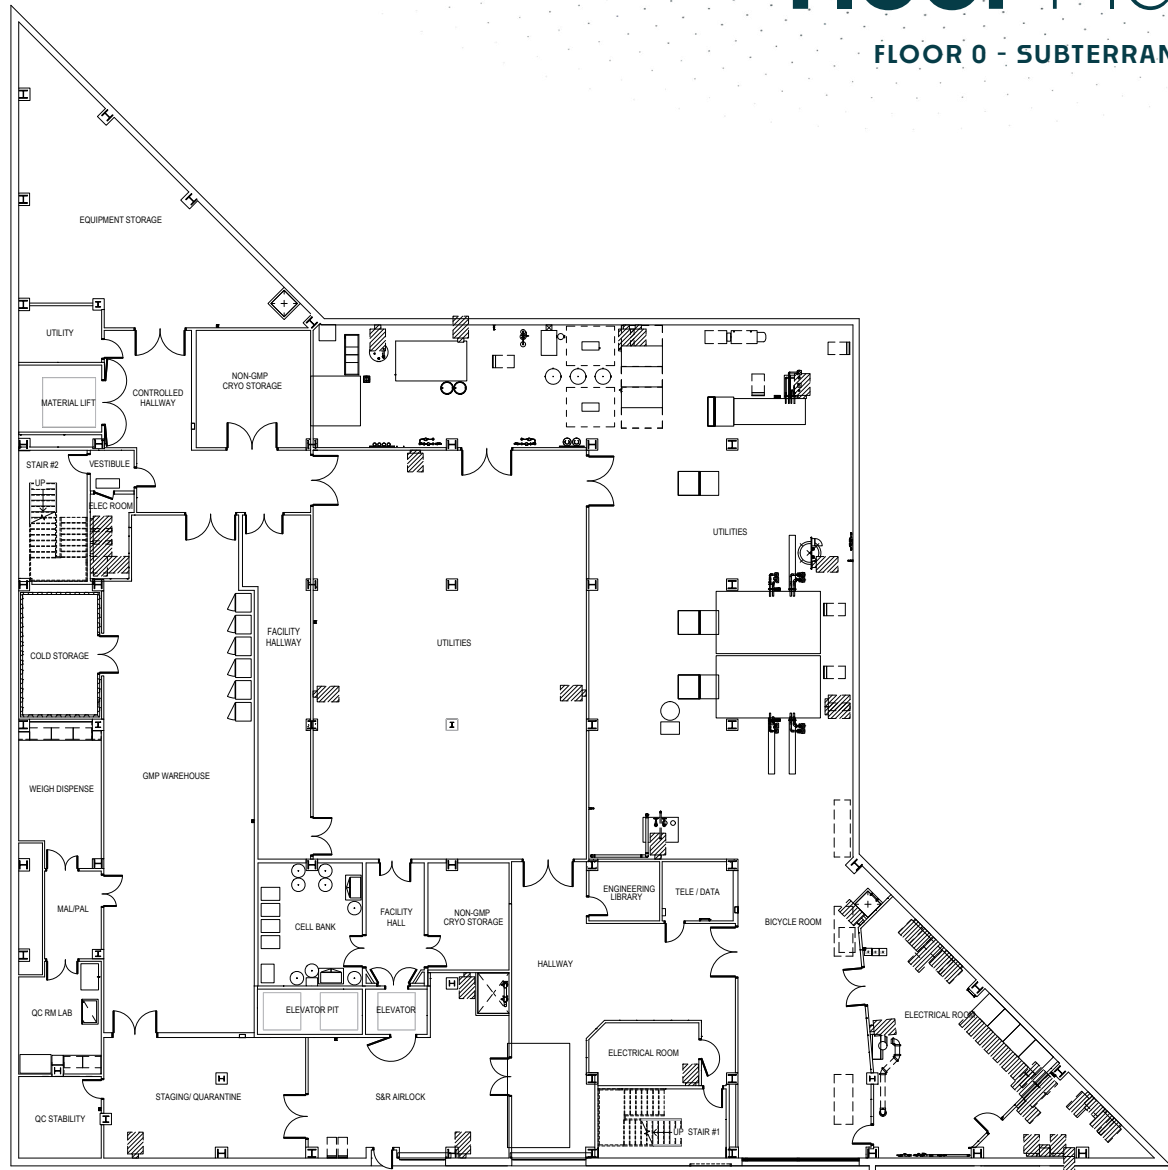 FLOOR 0 - SUBTERRAN
EQUIPMENT STORAGE
UTILITY
MATERIAL LIFT
CONTROLLED
HALLWAY
NON-GMP
CRYO STORAGE
STAIR #2
UP
VESTIBULE
ELEC ROOM
UTILITIES
COLD STORAGE
FACILITY
HALLWAY
UTILITIES
GMP WAREHOUSE
WEIGH DISPENSE
MAL/PAL
CELL BANK
FACILITY
HALL
NON-GMP
CRYO STORAGE
ENGINEERING
LIBRARY
TELE / DATA
BICYCLE ROOM
HALLWAY
QC RM LAB
ELEVATOR PIT
ELEVATOR
ELECTRICAL ROOM
ELECTRICAL ROOM
QC STABILITY
STAGING/ QUARANTINE
S&R AIRLOCK
UP STAIR #1